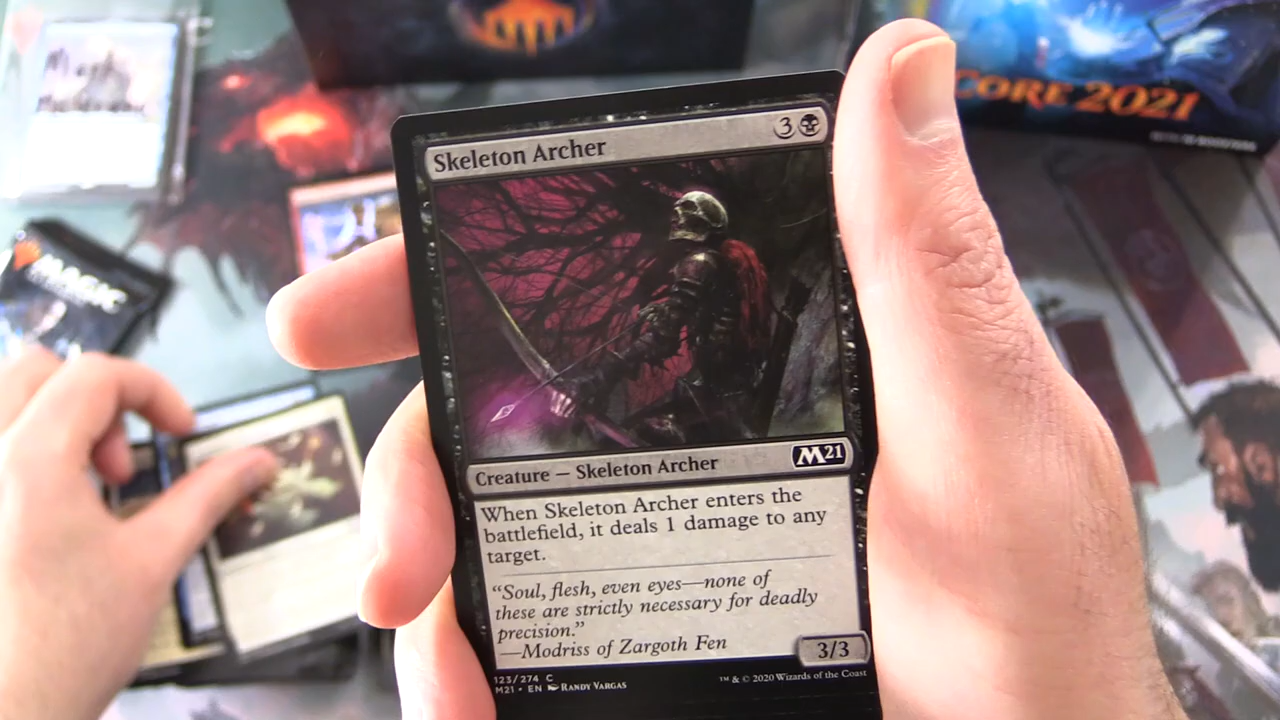 CORE 2021
MAGIC
Skeleton Archer 3
Creature — Skeleton Archer M21
When Skeleton Archer enters the
battlefield, it deals 1 damage to any
target.
“Soul, flesh, even eyes—none of
these are strictly necessary for deadly
precision.”
—Modriss of Zargoth Fen
3/3
123/274 C
M21 • EN RANDY VARGAS
™ & © 2020 Wizards of the Coast